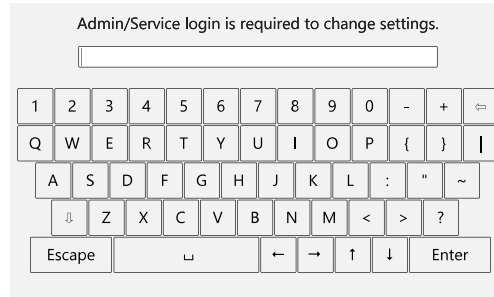 Admin/Service login is required to change settings.
1 2 3 4 5 6 7 8 9 0 - + ⇦
Q W E R T Y U I O P { } |
A S D F G H J K L : " ~
⇩ Z X C V B N M < > ?
Escape ␣ ← → ↑ ↓ Enter